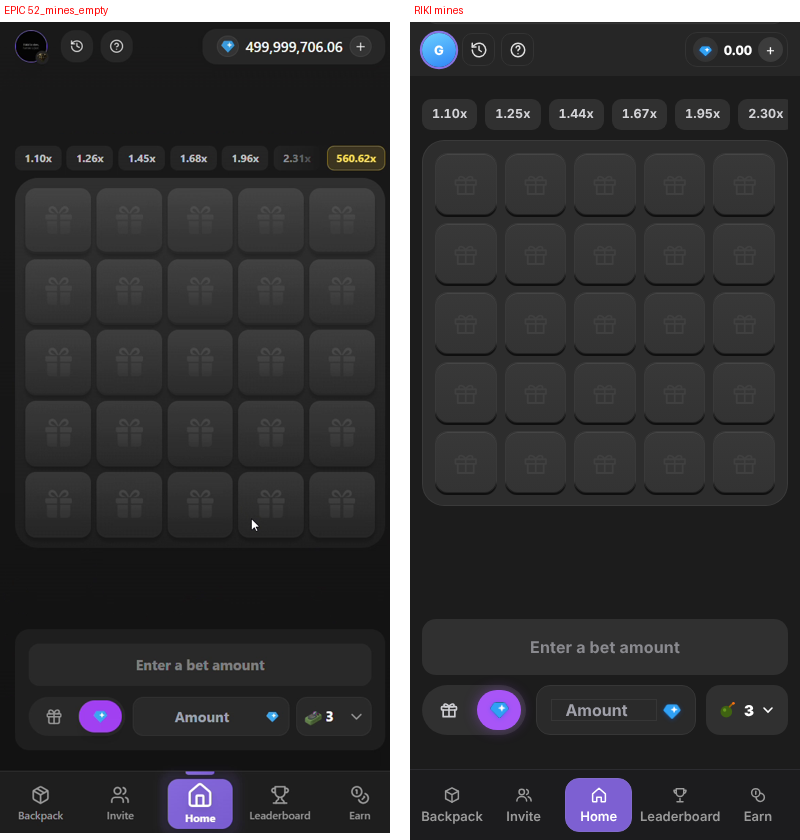 EPIC 52_mines_empty
499,999,706.06
1.10x 1.26x 1.45x 1.68x 1.96x 2.31x 560.62x
Enter a bet amount
Amount 3
Backpack Invite Home Leaderboard Earn
RIKI mines
G 0.00
1.10x 1.25x 1.44x 1.67x 1.95x 2.30x
Enter a bet amount
Amount 3
Backpack Invite Home Leaderboard Earn